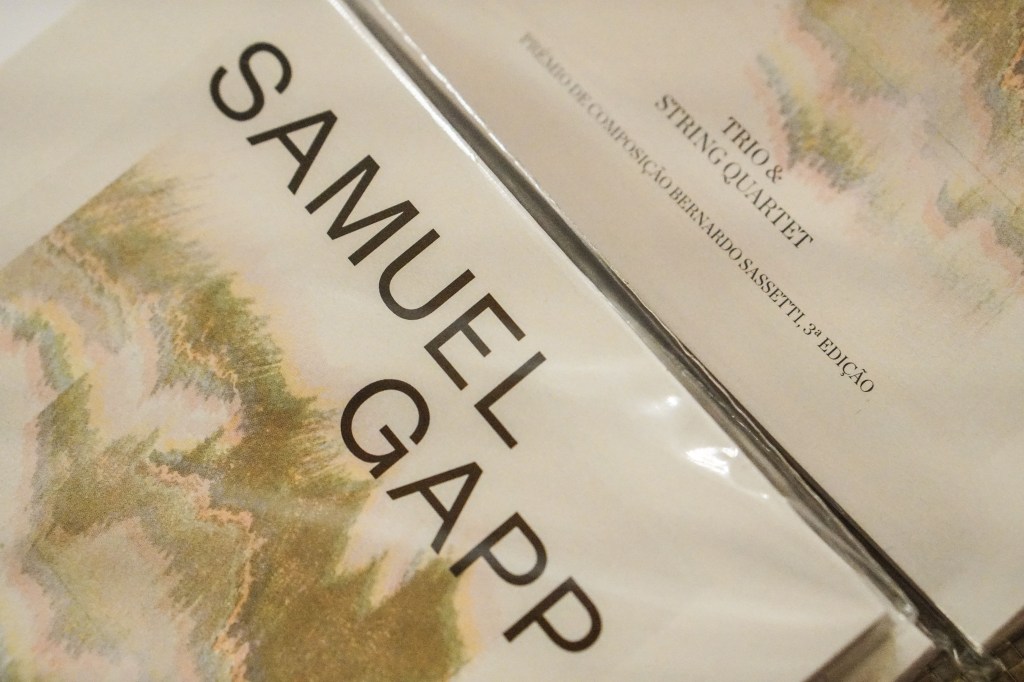 SAMUEL
GAPP
TRIO &
STRING QUARTET
PRÉMIO DE COMPOSIÇÃO BERNARDO SASSETTI, 3ª EDIÇÃO